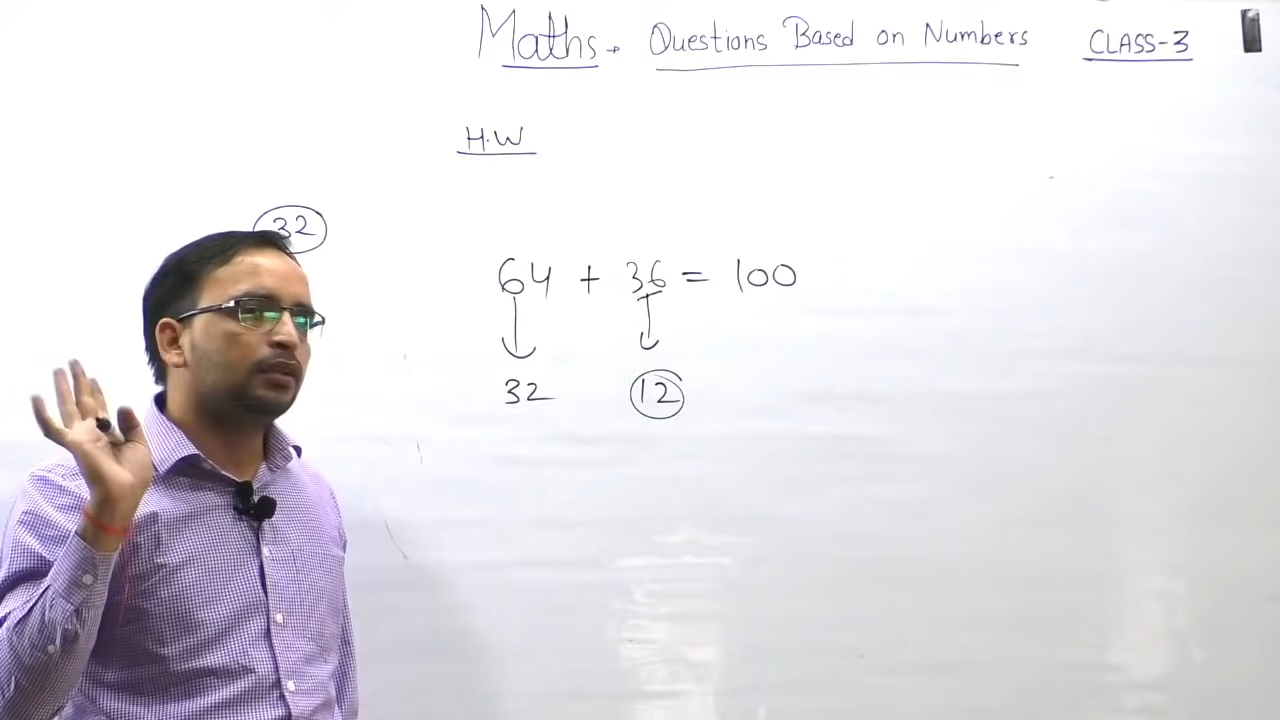 Maths. Questions Based on Numbers CLASS-3
H.W
32
64 + 36 = 100
32 12